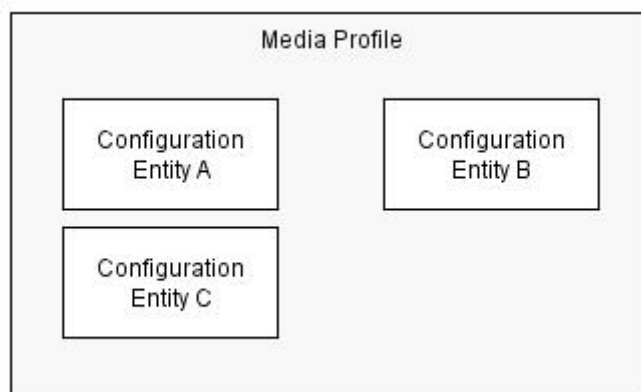 Media Profile
Configuration
Entity A
Configuration
Entity B
Configuration
Entity C